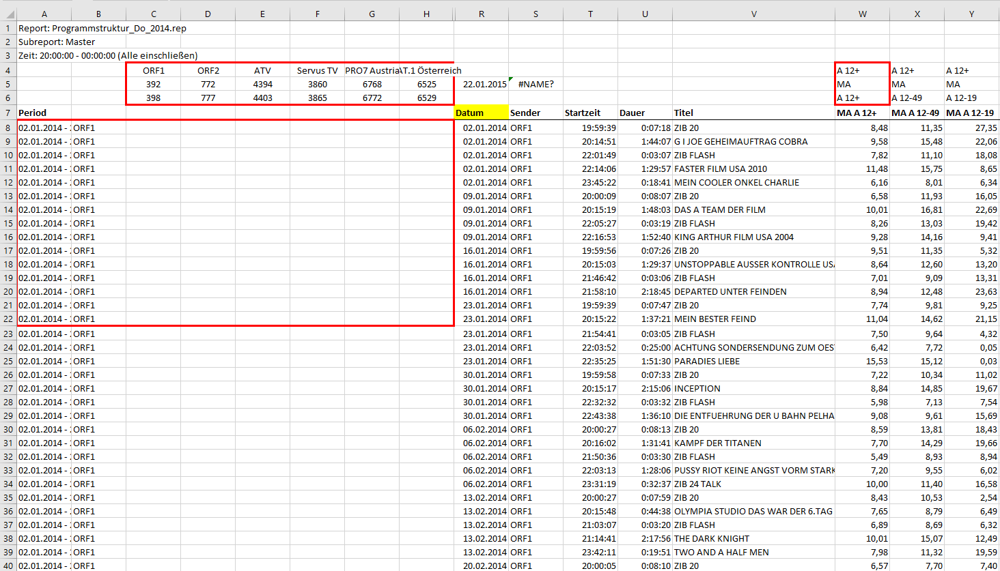 A B C D E F G H R S T U V W X Y
1 Report: Programmstruktur_Do_2014.rep
2 Subreport: Master
3 Zeit: 20:00:00 - 00:00:00 (Alle einschließen)
4 ORF1 ORF2 ATV Servus TV PRO7 Austria AT.1 Österreich A 12+ A 12+ A 12+
5 392 772 4394 3860 6768 6525 22.01.2015 #NAME? MA MA MA
6 398 777 4403 3865 6772 6529 A 12+ A 12-49 A 12-19
7 Period Datum Sender Startzeit Dauer Titel MA A 12+ MA A 12-49 MA A 12-19
8 02.01.2014 - ORF1 02.01.2014 ORF1 19:59:39 0:07:18 ZIB 20 8,48 11,35 27,35
9 02.01.2014 - ORF1 02.01.2014 ORF1 20:14:51 1:44:07 G I JOE GEHEIMAUFTRAG COBRA 9,58 15,48 22,06
10 02.01.2014 - ORF1 02.01.2014 ORF1 22:01:49 0:03:07 ZIB FLASH 7,82 11,10 18,08
11 02.01.2014 - ORF1 02.01.2014 ORF1 22:14:06 1:29:57 FASTER FILM USA 2010 11,48 15,75 8,65
12 02.01.2014 - ORF1 02.01.2014 ORF1 23:45:22 0:18:41 MEIN COOLER ONKEL CHARLIE 6,16 8,01 6,34
13 02.01.2014 - ORF1 09.01.2014 ORF1 20:00:09 0:08:07 ZIB 20 6,58 11,93 16,05
14 02.01.2014 - ORF1 09.01.2014 ORF1 20:15:19 1:48:03 DAS A TEAM DER FILM 10,01 16,81 22,69
15 02.01.2014 - ORF1 09.01.2014 ORF1 22:05:27 0:03:19 ZIB FLASH 8,26 13,03 19,42
16 02.01.2014 - ORF1 09.01.2014 ORF1 22:16:53 1:52:40 KING ARTHUR FILM USA 2004 9,28 14,16 9,41
17 02.01.2014 - ORF1 16.01.2014 ORF1 19:59:56 0:07:26 ZIB 20 9,51 11,35 5,32
18 02.01.2014 - ORF1 16.01.2014 ORF1 20:15:03 1:29:37 UNSTOPPABLE AUSSER KONTROLLE USA 8,64 12,60 13,20
19 02.01.2014 - ORF1 16.01.2014 ORF1 21:46:42 0:03:06 ZIB FLASH 7,01 9,09 13,31
20 02.01.2014 - ORF1 16.01.2014 ORF1 21:58:10 2:18:45 DEPARTED UNTER FEINDEN 8,94 12,48 23,63
21 02.01.2014 - ORF1 23.01.2014 ORF1 19:59:39 0:07:47 ZIB 20 7,74 9,81 9,25
22 02.01.2014 - ORF1 23.01.2014 ORF1 20:15:22 1:37:21 MEIN BESTER FEIND 11,04 14,62 21,15
23 02.01.2014 - ORF1 23.01.2014 ORF1 21:54:41 0:03:05 ZIB FLASH 7,50 9,64 4,32
24 02.01.2014 - ORF1 23.01.2014 ORF1 22:03:52 0:25:00 ACHTUNG SONDERSENDUNG ZUM OEST 6,42 7,72 0,05
25 02.01.2014 - ORF1 23.01.2014 ORF1 22:35:25 1:51:30 PARADIES LIEBE 15,53 15,12 0,03
26 02.01.2014 - ORF1 30.01.2014 ORF1 19:59:58 0:07:33 ZIB 20 7,22 10,34 11,02
27 02.01.2014 - ORF1 30.01.2014 ORF1 20:15:17 2:15:06 INCEPTION 8,84 14,85 19,67
28 02.01.2014 - ORF1 30.01.2014 ORF1 22:32:32 0:03:32 ZIB FLASH 5,98 7,13 7,54
29 02.01.2014 - ORF1 30.01.2014 ORF1 22:43:38 1:36:10 DIE ENTFUEHRUNG DER U BAHN PELHA 9,08 9,61 15,69
30 02.01.2014 - ORF1 06.02.2014 ORF1 20:00:27 0:08:13 ZIB 20 8,59 13,81 18,43
31 02.01.2014 - ORF1 06.02.2014 ORF1 20:16:02 1:31:41 KAMPF DER TITANEN 7,70 14,29 19,66
32 02.01.2014 - ORF1 06.02.2014 ORF1 21:50:36 0:03:30 ZIB FLASH 5,49 8,93 8,94
33 02.01.2014 - ORF1 06.02.2014 ORF1 22:03:13 1:28:06 PUSSY RIOT KEINE ANGST VORM STARK 7,20 9,55 6,02
34 02.01.2014 - ORF1 06.02.2014 ORF1 23:31:19 0:32:37 ZIB 24 TALK 10,00 11,40 16,58
35 02.01.2014 - ORF1 13.02.2014 ORF1 20:00:27 0:07:59 ZIB 20 8,43 10,53 2,54
36 02.01.2014 - ORF1 13.02.2014 ORF1 20:15:48 0:44:38 OLYMPIA STUDIO DAS WAR DER 6.TAG 7,65 8,79 6,49
37 02.01.2014 - ORF1 13.02.2014 ORF1 21:03:07 0:03:20 ZIB FLASH 6,89 8,69 6,32
38 02.01.2014 - ORF1 13.02.2014 ORF1 21:14:41 2:17:56 THE DARK KNIGHT 10,01 15,07 12,49
39 02.01.2014 - ORF1 13.02.2014 ORF1 23:42:11 0:19:51 TWO AND A HALF MEN 7,98 11,32 19,59
40 02.01.2014 - ORF1 20.02.2014 ORF1 20:00:05 0:08:10 ZIB 20 6,57 7,70 7,40